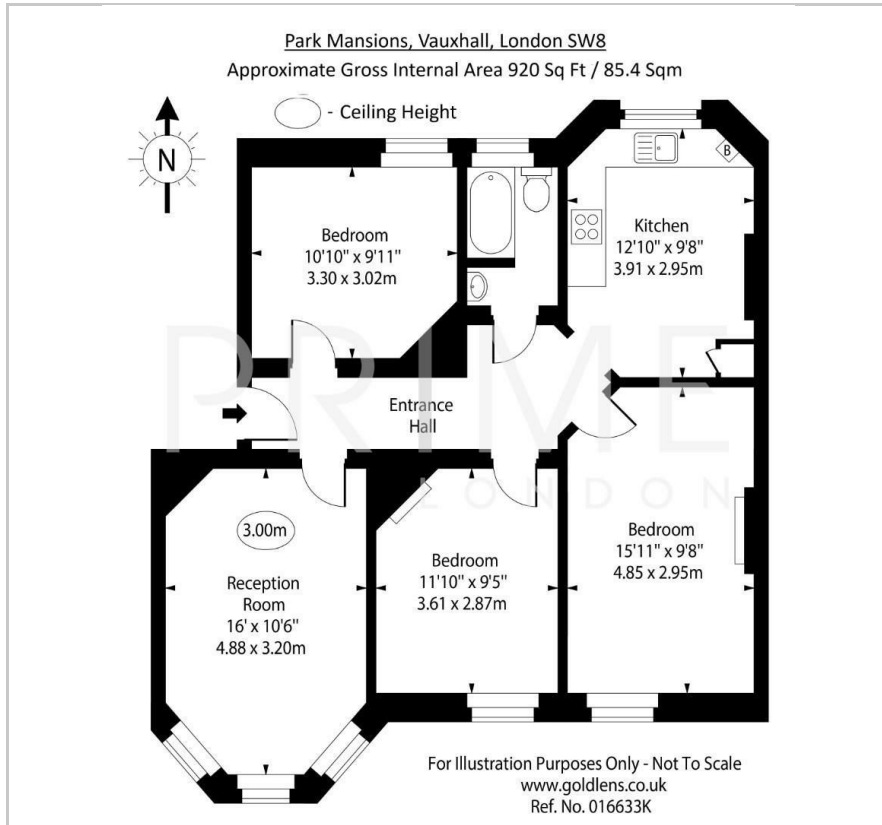 Park Mansions, Vauxhall, London SW8
Approximate Gross Internal Area 920 Sq Ft / 85.4 Sqm
- Ceiling Height
N
B
Bedroom
10'10" x 9'11"
3.30 x 3.02m
Kitchen
12'10" x 9'8"
3.91 x 2.95m
PRIME
LONDON
Entrance
Hall
3.00m
Reception
Room
16' x 10'6"
4.88 x 3.20m
Bedroom
11'10" x 9'5"
3.61 x 2.87m
Bedroom
15'11" x 9'8"
4.85 x 2.95m
For Illustration Purposes Only - Not To Scale
www.goldlens.co.uk
Ref. No. 016633K